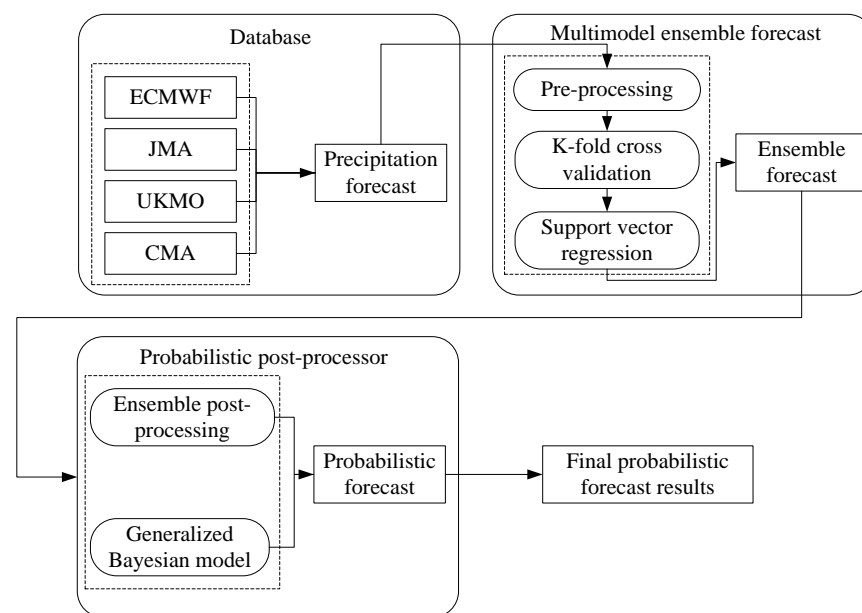 Database
ECMWF
JMA
UKMO
CMA
Precipitation
forecast
Multimodel ensemble forecast
Pre-processing
K-fold cross
validation
Support vector
regression
Ensemble
forecast
Probabilistic post-processor
Ensemble post-
processing
Generalized
Bayesian model
Probabilistic
forecast
Final probabilistic
forecast results